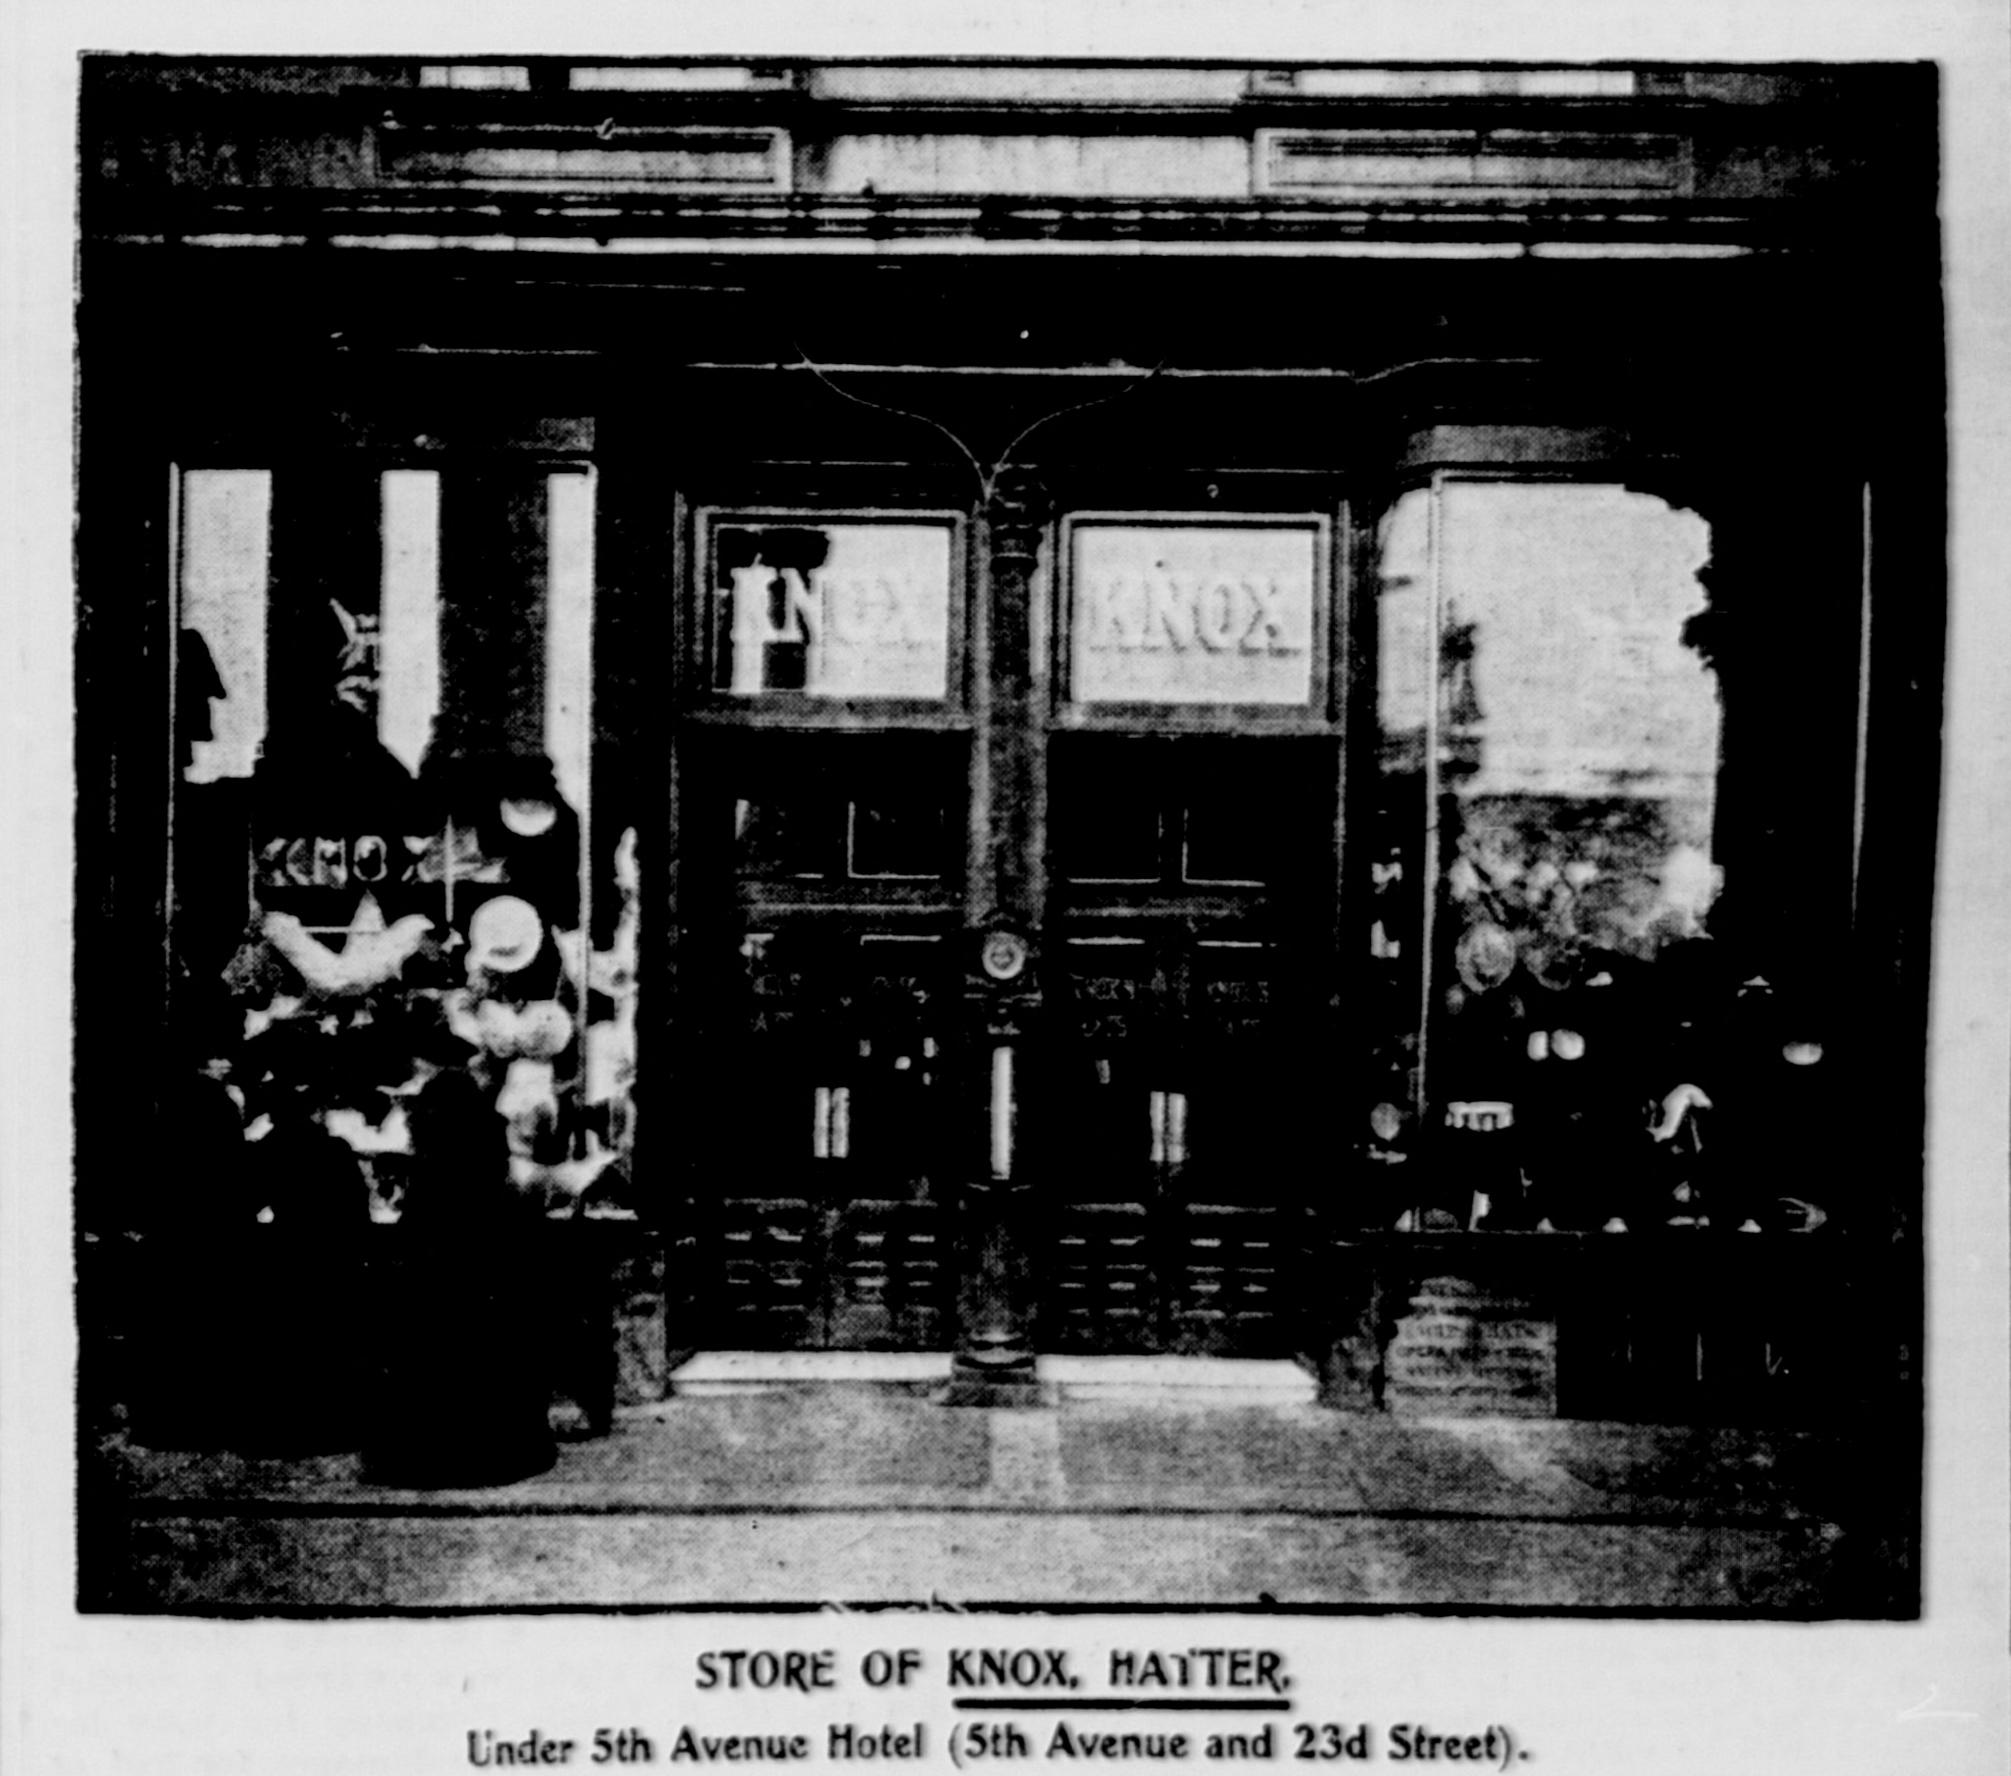 KNOX
KNOX
KNOX
STORE OF KNOX, HATTER,
Under 5th Avenue Hotel (5th Avenue and 23d Street).